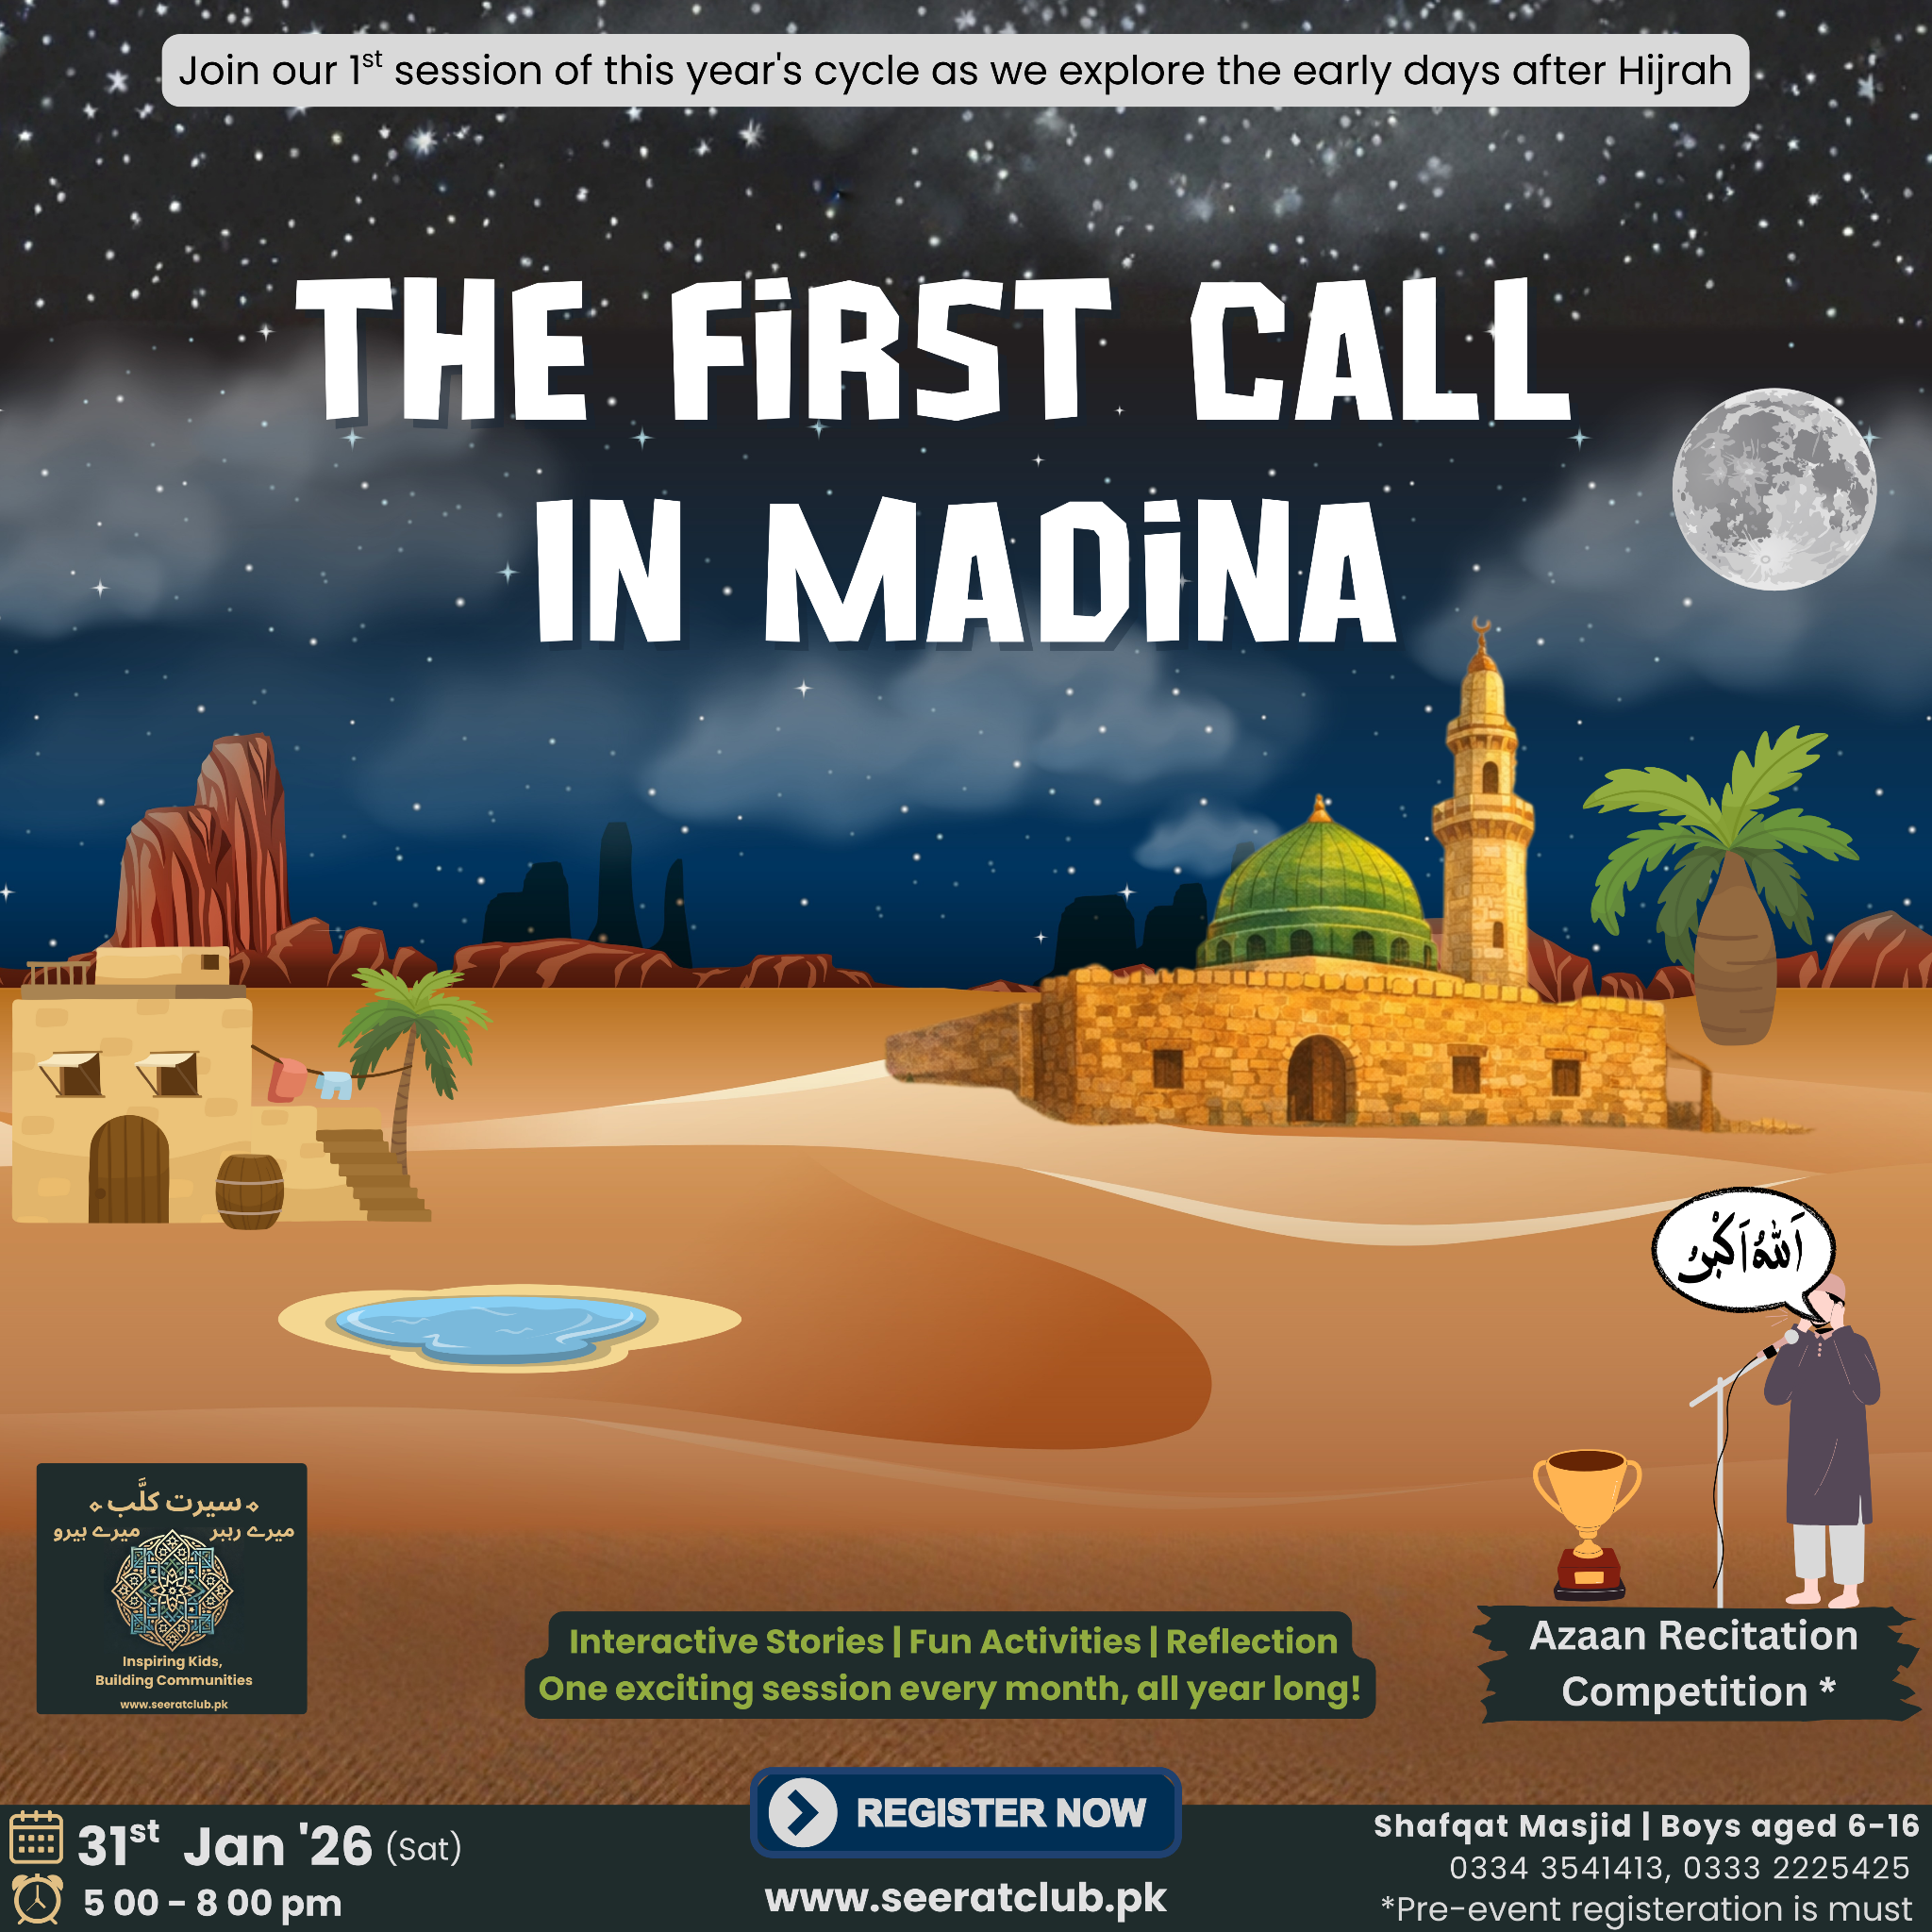 Join our 1st session of this year's cycle as we explore the early days after Hijrah
THE FiRST CALL
IN MADiNA
اَللّٰهُ اَكْبَرُ
سیرت کلَّب
میرے رہبر میرے ہیرو
Inspiring Kids,
Building Communities
www.seeratclub.pk
Interactive Stories | Fun Activities | Reflection
One exciting session every month, all year long!
Azaan Recitation
Competition *
31st Jan '26 (Sat)
5 00 - 8 00 pm
REGISTER NOW
www.seeratclub.pk
Shafqat Masjid | Boys aged 6-16
0334 3541413, 0333 2225425
*Pre-event registeration is must